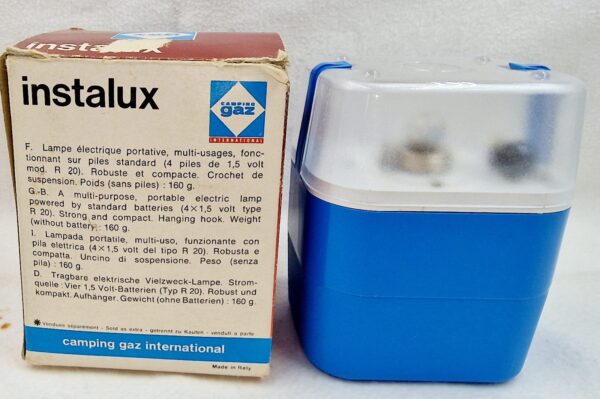 instalux
instalux
CAMPING
gaz
INTERNATIONAL
F. Lampe électrique portative, multi-usages, fonc-
tionnant sur piles standard (4 piles de 1,5 volt
mod. R 20). Robuste et compacte. Crochet de
suspension. Poids (sans piles) : 160 g.
G.-B. A multi-purpose, portable electric lamp
powered by standard batteries (4×1,5 volt type
R 20). Strong and compact. Hanging hook. Weight
(without battery) : 160 g.
I. Lampada portatile, multi-uso, funzionante con
pila elettrica (4×1,5 volt del tipo R 20). Robusta e
compatta. Uncino di suspensione. Peso (senza
pila) : 160 g.
D. Tragbare elektrische Vielzweck-Lampe. Strom-
quelle : Vier 1,5 Volt-Batterien (Typ R 20). Robust und
kompakt. Aufhänger. Gewicht (ohne Batterien) : 160 g.
✱ Vendues séparément - Sold as extra - getrennt zu Kaufen - venduti a parte
camping gaz international
Made in Italy